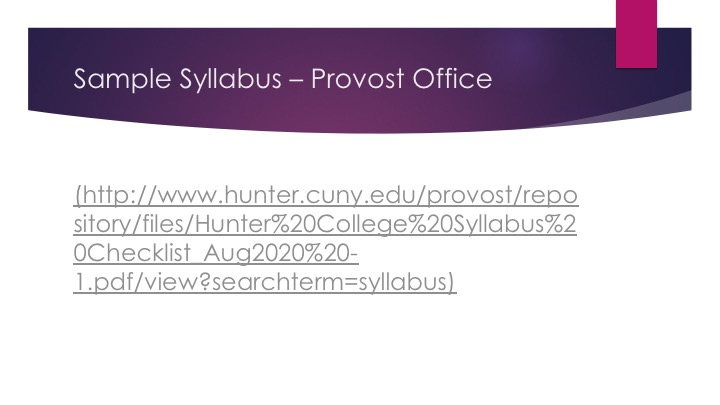 Sample Syllabus – Provost Office
(http://www.hunter.cuny.edu/provost/repo
sitory/files/Hunter%20College%20Syllabus%2
0Checklist_Aug2020%20-
1.pdf/view?searchterm=syllabus)